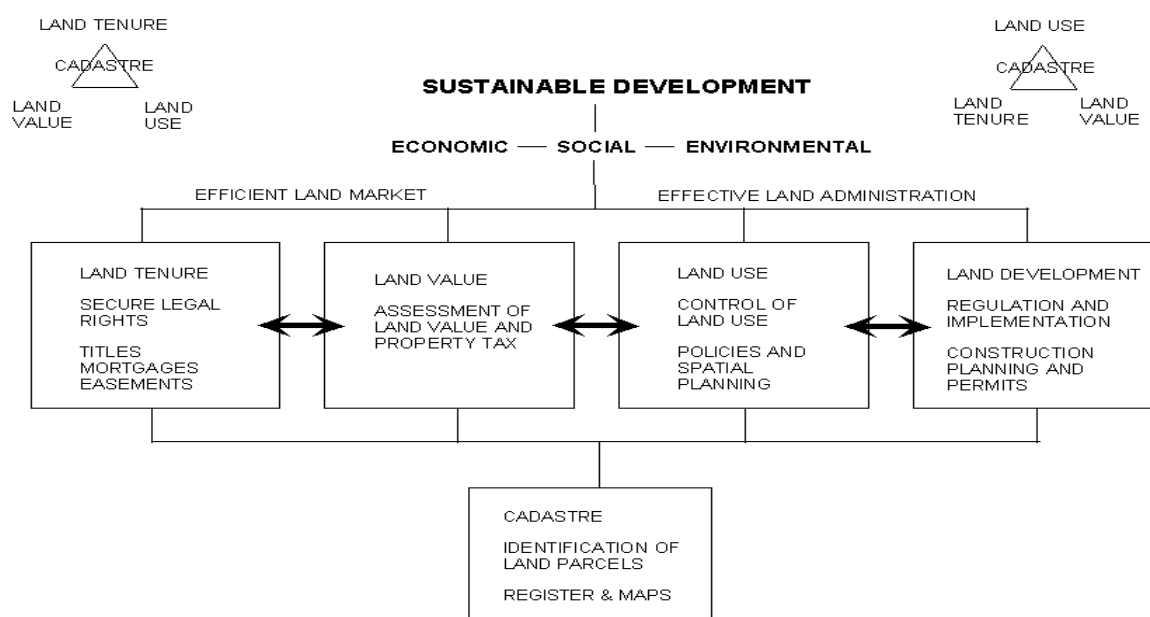 LAND TENURE
CADASTRE
LAND
VALUE
LAND
USE
LAND USE
CADASTRE
LAND
TENURE
LAND
VALUE
SUSTAINABLE DEVELOPMENT
ECONOMIC — SOCIAL — ENVIRONMENTAL
EFFICIENT LAND MARKET
EFFECTIVE LAND ADMINISTRATION
LAND TENURE
SECURE LEGAL
RIGHTS
TITLES
MORTGAGES
EASEMENTS
LAND VALUE
ASSESSMENT OF
LAND VALUE AND
PROPERTY TAX
LAND USE
CONTROL OF
LAND USE
POLICIES AND
SPATIAL
PLANNING
LAND DEVELOPMENT
REGULATION AND
IMPLEMENTATION
CONSTRUCTION
PLANNING AND
PERMITS
CADASTRE
IDENTIFICATION OF
LAND PARCELS
REGISTER & MAPS